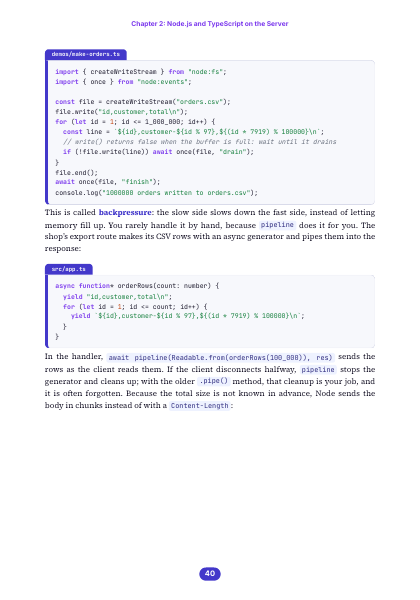 Chapter 2: Node.js and TypeScript on the Server
demos/make-orders.ts
import { createWriteStream } from "node:fs";
import { once } from "node:events";
const file = createWriteStream("orders.csv");
file.write("id,customer,total\n");
for (let id = 1; id <= 1_000_000; id++) {
  const line = `${id},customer-${id % 97},${(id * 7919) % 100000}\n`;
  // write() returns false when the buffer is full: wait until it drains
  if (!file.write(line)) await once(file, "drain");
}
file.end();
await once(file, "finish");
console.log("1000000 orders written to orders.csv");
This is called backpressure: the slow side slows down the fast side, instead of letting
memory fill up. You rarely handle it by hand, because pipeline does it for you. The
shop's export route makes its CSV rows with an async generator and pipes them into the
response:
src/app.ts
async function* orderRows(count: number) {
  yield "id,customer,total\n";
  for (let id = 1; id <= count; id++) {
    yield `${id},customer-${id % 97},${(id * 7919) % 100000}\n`;
  }
}
In the handler, await pipeline(Readable.from(orderRows(100_000)), res) sends the
rows as the client reads them. If the client disconnects halfway, pipeline stops the
generator and cleans up; with the older .pipe() method, that cleanup is your job, and
it is often forgotten. Because the total size is not known in advance, Node sends the
body in chunks instead of with a Content-Length:
40